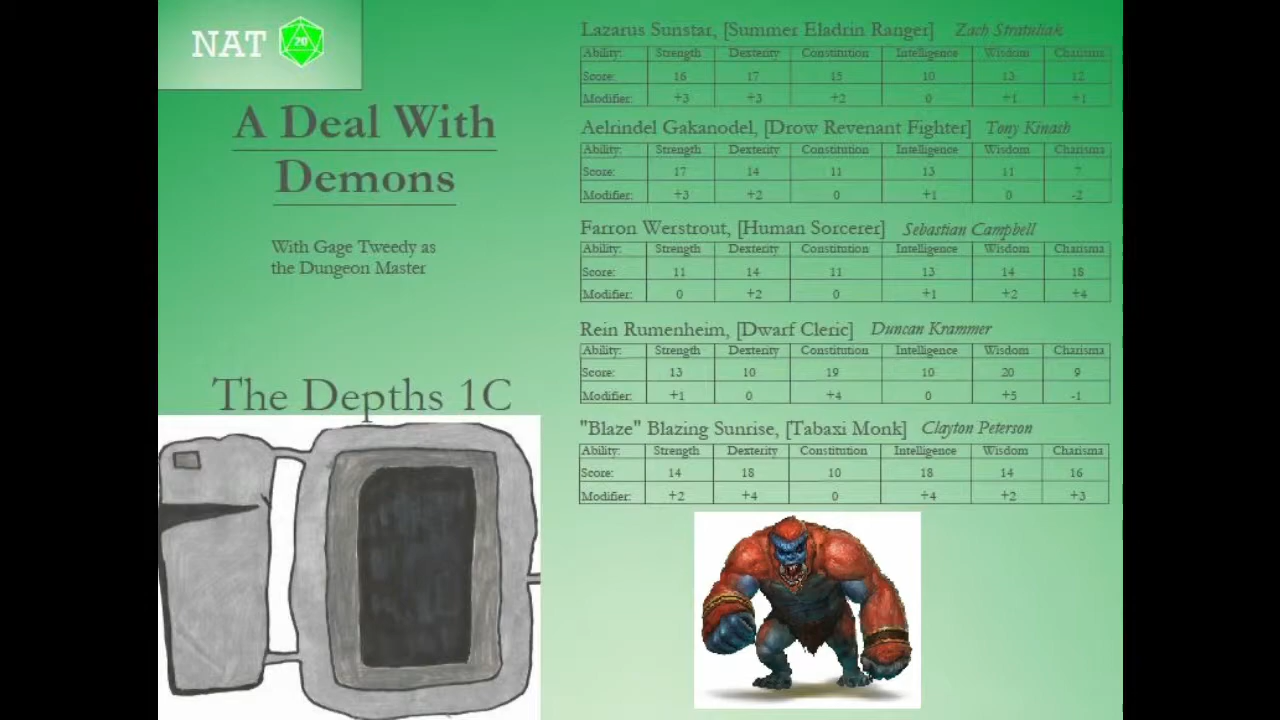 NAT 20
A Deal With
Demons
With Gage Tweedy as
the Dungeon Master
The Depths 1C
Lazarus Sunstar, [Summer Eladrin Ranger] Zach Stratuliak
Ability: Strength Dexterity Constitution Intelligence Wisdom Charisma
Score: 16 17 15 10 13 12
Modifier: +3 +3 +2 0 +1 +1
Aelrindel Gakanodel, [Drow Revenant Fighter] Tony Kinash
Ability: Strength Dexterity Constitution Intelligence Wisdom Charisma
Score: 17 14 11 13 11 7
Modifier: +3 +2 0 +1 0 -2
Farron Werstrout, [Human Sorcerer] Sebastian Campbell
Ability: Strength Dexterity Constitution Intelligence Wisdom Charisma
Score: 11 14 11 13 14 18
Modifier: 0 +2 0 +1 +2 +4
Rein Rumenheim, [Dwarf Cleric] Duncan Krammer
Ability: Strength Dexterity Constitution Intelligence Wisdom Charisma
Score: 13 10 19 10 20 9
Modifier: +1 0 +4 0 +5 -1
"Blaze" Blazing Sunrise, [Tabaxi Monk] Clayton Peterson
Ability: Strength Dexterity Constitution Intelligence Wisdom Charisma
Score: 14 18 10 18 14 16
Modifier: +2 +4 0 +4 +2 +3